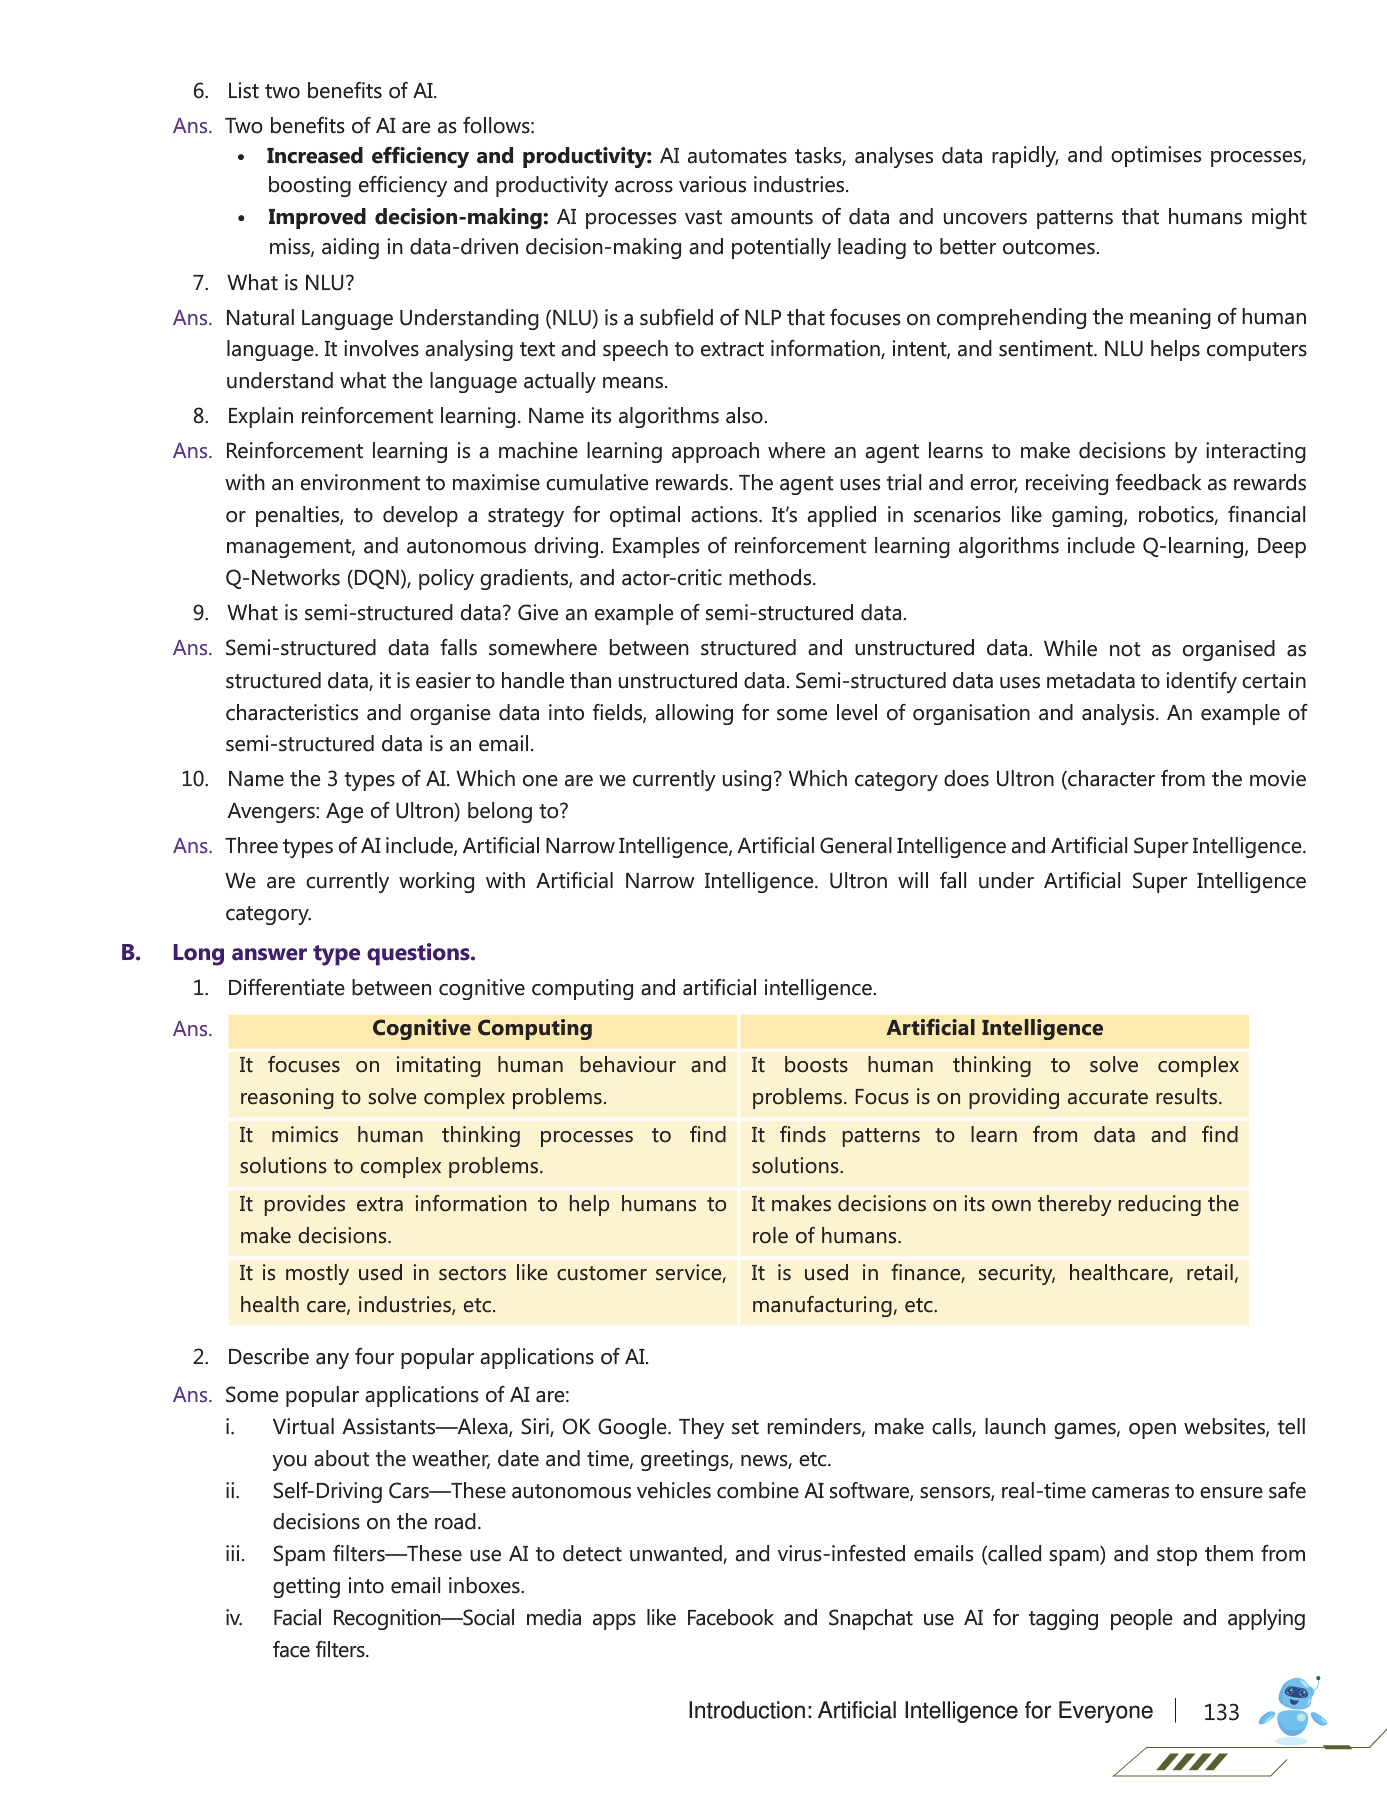 6. List two benefits of AI.
Ans. Two benefits of AI are as follows:
• Increased efficiency and productivity: AI automates tasks, analyses data rapidly, and optimises processes,
boosting efficiency and productivity across various industries.
• Improved decision-making: AI processes vast amounts of data and uncovers patterns that humans might
miss, aiding in data-driven decision-making and potentially leading to better outcomes.
7. What is NLU?
Ans. Natural Language Understanding (NLU) is a subfield of NLP that focuses on comprehending the meaning of human
language. It involves analysing text and speech to extract information, intent, and sentiment. NLU helps computers
understand what the language actually means.
8. Explain reinforcement learning. Name its algorithms also.
Ans. Reinforcement learning is a machine learning approach where an agent learns to make decisions by interacting
with an environment to maximise cumulative rewards. The agent uses trial and error, receiving feedback as rewards
or penalties, to develop a strategy for optimal actions. It's applied in scenarios like gaming, robotics, financial
management, and autonomous driving. Examples of reinforcement learning algorithms include Q-learning, Deep
Q-Networks (DQN), policy gradients, and actor-critic methods.
9. What is semi-structured data? Give an example of semi-structured data.
Ans. Semi-structured data falls somewhere between structured and unstructured data. While not as organised as
structured data, it is easier to handle than unstructured data. Semi-structured data uses metadata to identify certain
characteristics and organise data into fields, allowing for some level of organisation and analysis. An example of
semi-structured data is an email.
10. Name the 3 types of AI. Which one are we currently using? Which category does Ultron (character from the movie
Avengers: Age of Ultron) belong to?
Ans. Three types of AI include, Artificial Narrow Intelligence, Artificial General Intelligence and Artificial Super Intelligence.
We are currently working with Artificial Narrow Intelligence. Ultron will fall under Artificial Super Intelligence
category.
B. Long answer type questions.
1. Differentiate between cognitive computing and artificial intelligence.
Ans. Cognitive Computing Artificial Intelligence
It focuses on imitating human behaviour and
reasoning to solve complex problems.
It boosts human thinking to solve complex
problems. Focus is on providing accurate results.
It mimics human thinking processes to find
solutions to complex problems.
It finds patterns to learn from data and find
solutions.
It provides extra information to help humans to
make decisions.
It makes decisions on its own thereby reducing the
role of humans.
It is mostly used in sectors like customer service,
health care, industries, etc.
It is used in finance, security, healthcare, retail,
manufacturing, etc.
2. Describe any four popular applications of AI.
Ans. Some popular applications of AI are:
i. Virtual Assistants—Alexa, Siri, OK Google. They set reminders, make calls, launch games, open websites, tell
you about the weather, date and time, greetings, news, etc.
ii. Self-Driving Cars—These autonomous vehicles combine AI software, sensors, real-time cameras to ensure safe
decisions on the road.
iii. Spam filters—These use AI to detect unwanted, and virus-infested emails (called spam) and stop them from
getting into email inboxes.
iv. Facial Recognition—Social media apps like Facebook and Snapchat use AI for tagging people and applying
face filters.
Introduction: Artificial Intelligence for Everyone 133